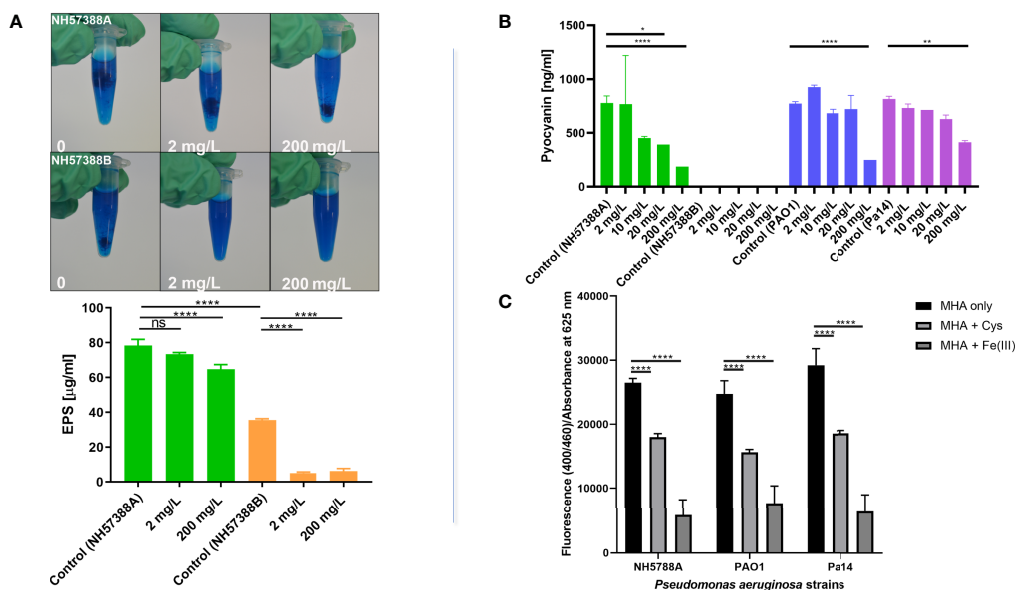 A
NH57388A
0
2 mg/L
200 mg/L
NH57388B
0
2 mg/L
200 mg/L
EPS [µg/ml]
100
80
60
40
20
0
****
****
ns
****
****
Control (NH57388A)
2 mg/L
200 mg/L
Control (NH57388B)
2 mg/L
200 mg/L
B
Pyocyanin [ng/ml]
1500
1000
500
0
*
****
****
**
Control (NH57388A)
2 mg/L
10 mg/L
20 mg/L
200 mg/L
Control (NH57388B)
2 mg/L
10 mg/L
20 mg/L
200 mg/L
Control (PAO1)
2 mg/L
10 mg/L
20 mg/L
200 mg/L
Control (Pa14)
2 mg/L
10 mg/L
20 mg/L
200 mg/L
C
Fluorescence (400/460)/Absorbance at 625 nm
40000
30000
20000
10000
0
****
****
****
****
****
****
NH5788A
PAO1
Pa14
Pseudomonas aeruginosa strains
MHA only
MHA + Cys
MHA + Fe(III)